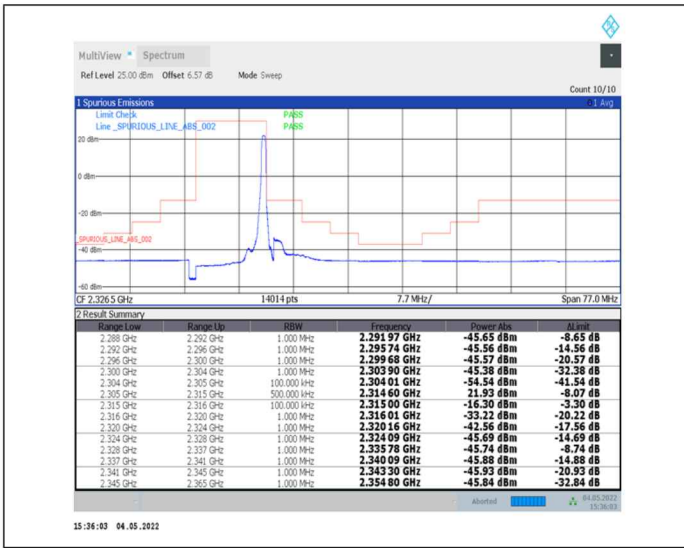 MultiView * Spectrum
Ref Level 25.00 dBm Offset 6.57 dB Mode Sweep
Count 10/10
1 Spurious Emissions 1 Avg
Limit Check PASS
Line _SPURIOUS_LINE_ABS_002 PASS
20 dBm
0 dBm
-20 dBm
_SPURIOUS_LINE_ABS_002
-40 dBm
-60 dBm
CF 2.3265 GHz 14014 pts 7.7 MHz/ Span 77.0 MHz
2 Result Summary
Range Low Range Up RBW Frequency Power Abs ΔLimit
2.288 GHz 2.292 GHz 1.000 MHz 2.291 97 GHz -45.65 dBm -8.65 dB
2.292 GHz 2.296 GHz 1.000 MHz 2.295 74 GHz -45.56 dBm -14.56 dB
2.296 GHz 2.300 GHz 1.000 MHz 2.299 68 GHz -45.57 dBm -20.57 dB
2.300 GHz 2.304 GHz 1.000 MHz 2.303 90 GHz -45.38 dBm -32.38 dB
2.304 GHz 2.305 GHz 100.000 kHz 2.304 01 GHz -54.54 dBm -41.54 dB
2.305 GHz 2.315 GHz 500.000 kHz 2.314 60 GHz 21.93 dBm -8.07 dB
2.315 GHz 2.316 GHz 100.000 kHz 2.315 00 GHz -16.30 dBm -3.30 dB
2.316 GHz 2.320 GHz 1.000 MHz 2.316 01 GHz -33.22 dBm -20.22 dB
2.320 GHz 2.324 GHz 1.000 MHz 2.320 16 GHz -42.56 dBm -17.56 dB
2.324 GHz 2.328 GHz 1.000 MHz 2.324 09 GHz -45.69 dBm -14.69 dB
2.328 GHz 2.337 GHz 1.000 MHz 2.335 78 GHz -45.74 dBm -8.74 dB
2.337 GHz 2.341 GHz 1.000 MHz 2.340 09 GHz -45.88 dBm -14.88 dB
2.341 GHz 2.345 GHz 1.000 MHz 2.343 30 GHz -45.93 dBm -20.93 dB
2.345 GHz 2.365 GHz 1.000 MHz 2.354 80 GHz -45.84 dBm -32.84 dB
Aborted 04.05.2022
15:36:03
15:36:03 04.05.2022